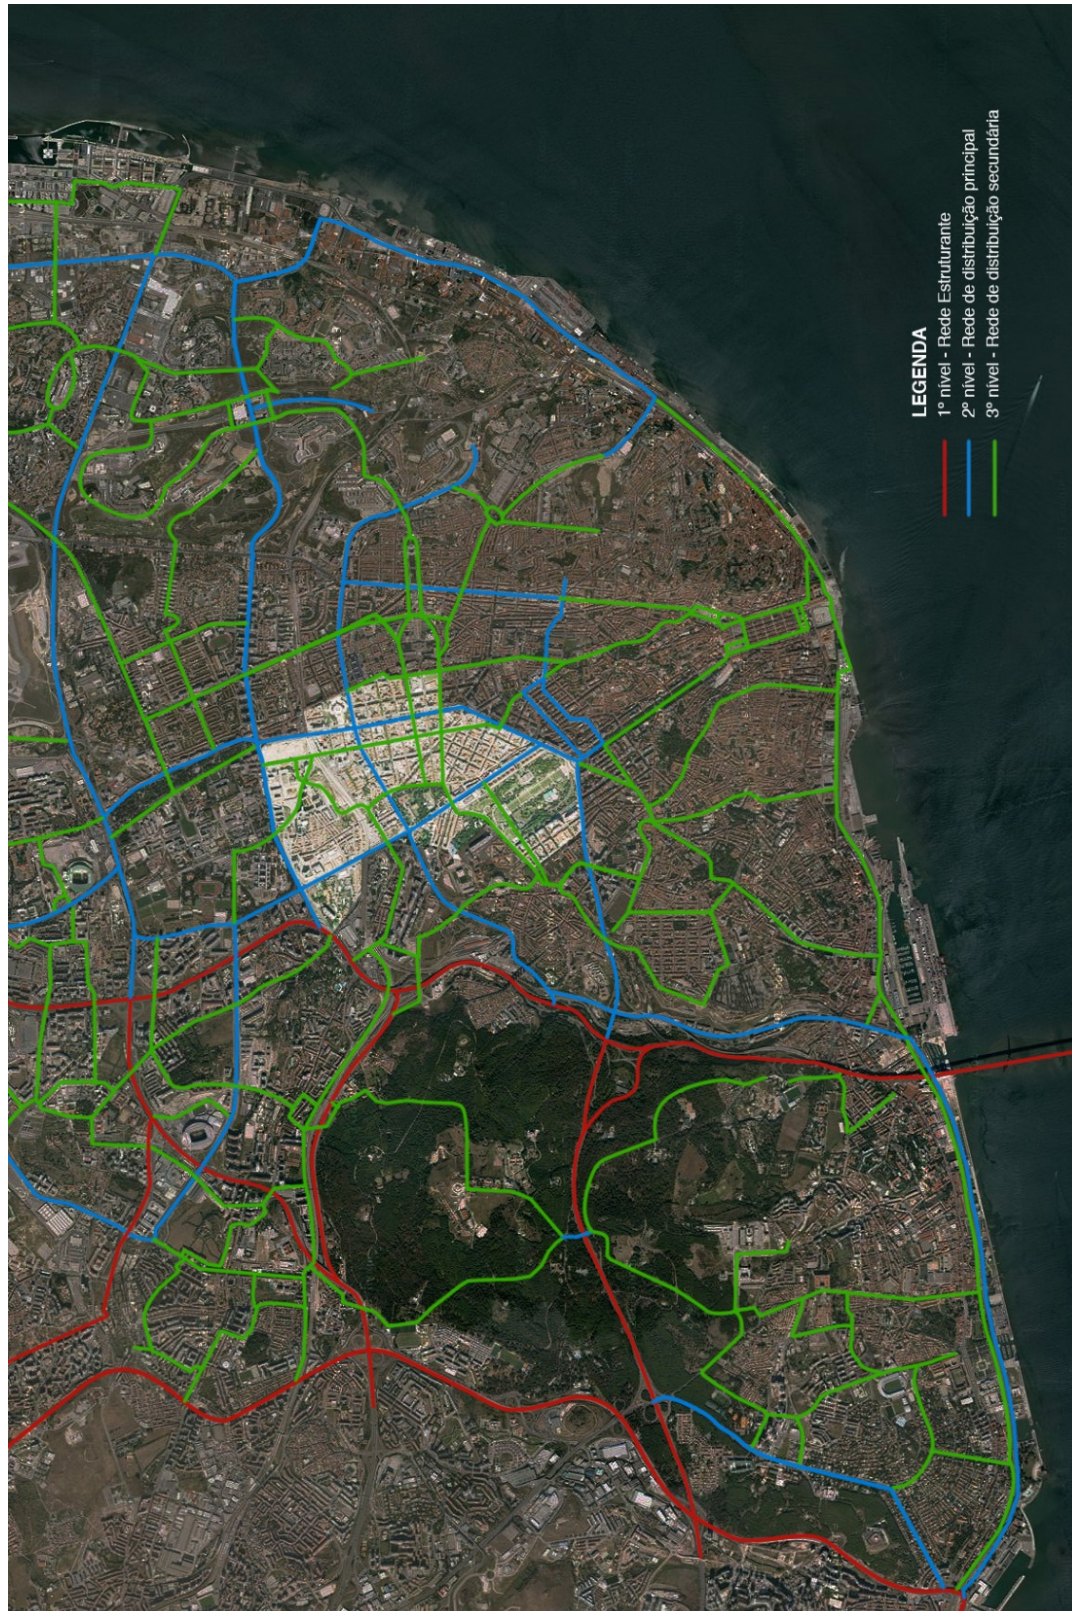 LEGENDA
1º nível - Rede Estruturante
2º nível - Rede de distribuição principal
3º nível - Rede de distribuição secundária